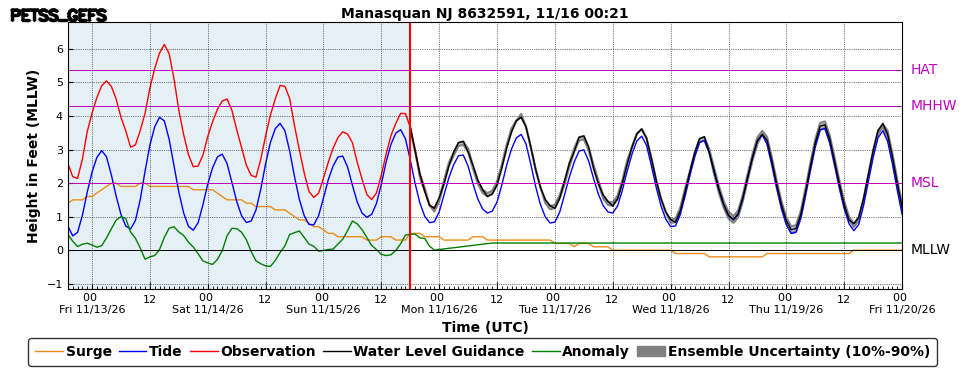 PETSS_GEFS
Manasquan NJ 8632591, 11/16 00:21
Height in Feet (MLLW)
6
5
4
3
2
1
0
−1
HAT
MHHW
MSL
MLLW
00 12 00 12 00 12 00 12 00 12 00 12 00 12 00
Fri 11/13/26 Sat 11/14/26 Sun 11/15/26 Mon 11/16/26 Tue 11/17/26 Wed 11/18/26 Thu 11/19/26 Fri 11/20/26
Time (UTC)
Surge Tide Observation Water Level Guidance Anomaly Ensemble Uncertainty (10%-90%)